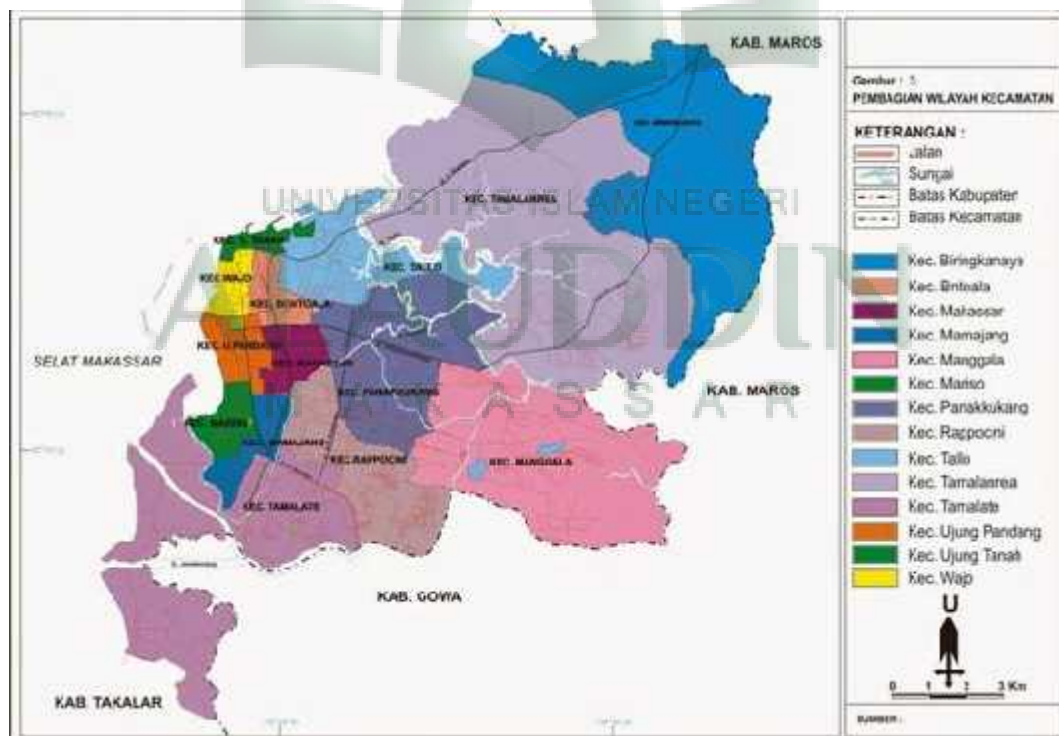 KAB. MAROS
UNIVERSITAS ISLAM NEGERI
ALAUDDIN
MAKASSAR
KEC. TAMALANREA
KEC. TALLO
KEC. WAJO
KEC. BONTOALA
KEC. U. PANDANG
SELAT MAKASSAR
KEC. PANAKKUKANG
KAB. MAROS
KEC. MARISO
KEC. MAMAJANG
KEC. RAPPOCINI
KEC. MANGGALA
KEC. TAMALATE
KAB. GOWA
KAB. TAKALAR
Gambar :
PEMBAGIAN WILAYAH KECAMATAN
KETERANGAN :
Jalan
Sungai
Batas Kabupaten
Batas Kecamatan
Kec. Biringkanaya
Kec. Bntoala
Kec. Makassar
Kec. Mamajang
Kec. Manggala
Kec. Mariso
Kec. Panakkukang
Kec. Rappocni
Kec. Tallo
Kec. Tamalanrea
Kec. Tamalate
Kec. Ujung Pandang
Kec. Ujung Tanah
Kec. Wajo
U
0 1 2 3 Km
SUMBER :